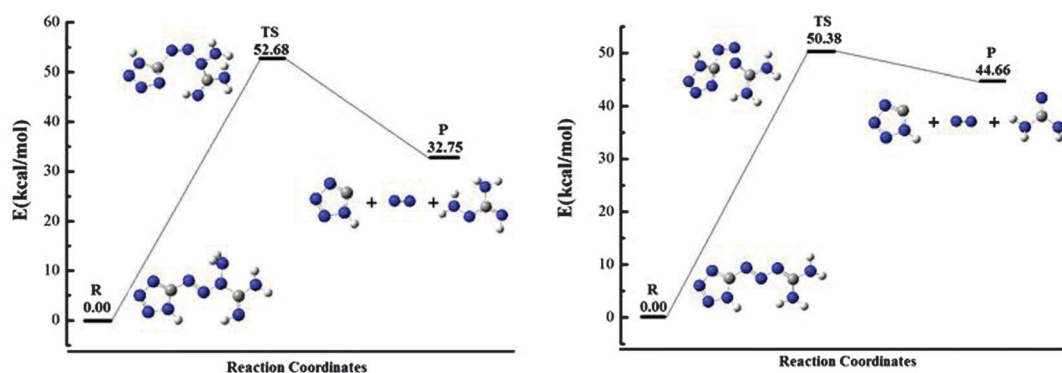 60
50
40
30
20
10
0
E(kcal/mol)
TS
52.68
P
32.75
+ +
R
0.00
Reaction Coordinates
50
40
30
20
10
0
E(kcal/mol)
TS
50.38
P
44.66
+ +
R
0.00
Reaction Coordinates